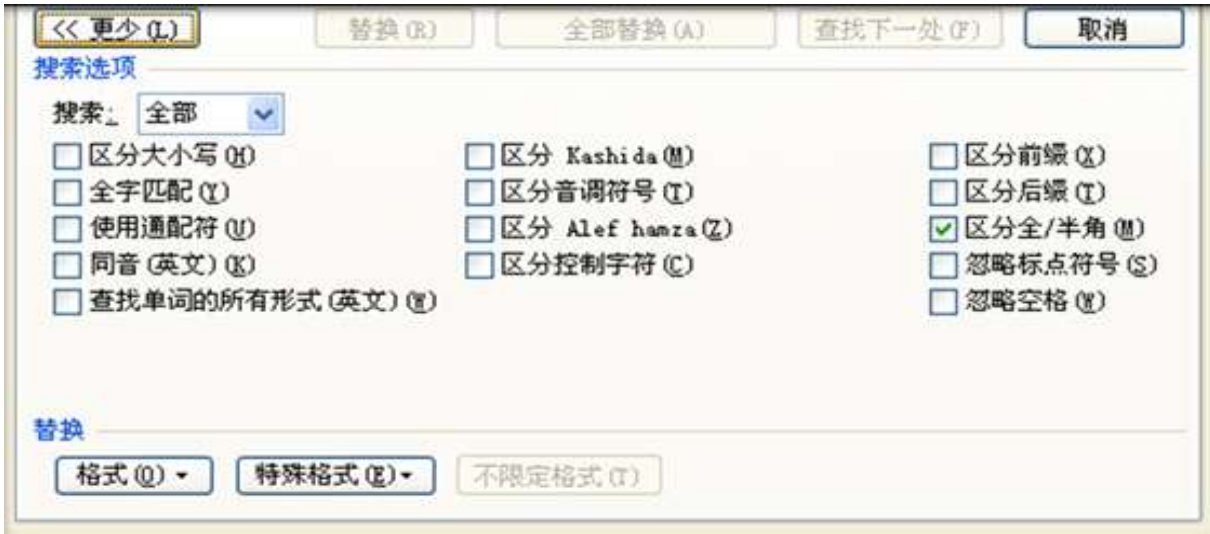 << 更少(L) 替换(R) 全部替换(A) 查找下一处(F) 取消
搜索选项
搜索: 全部
区分大小写(H) 区分 Kashida(M) 区分前缀(X)
全字匹配(Y) 区分音调符号(T) 区分后缀(T)
使用通配符(U) 区分 Alef hamza(Z) 区分全/半角(M)
同音(英文)(K) 区分控制字符(C) 忽略标点符号(S)
查找单词的所有形式(英文)(W) 忽略空格(W)
替换
格式(O) 特殊格式(E) 不限定格式(T)